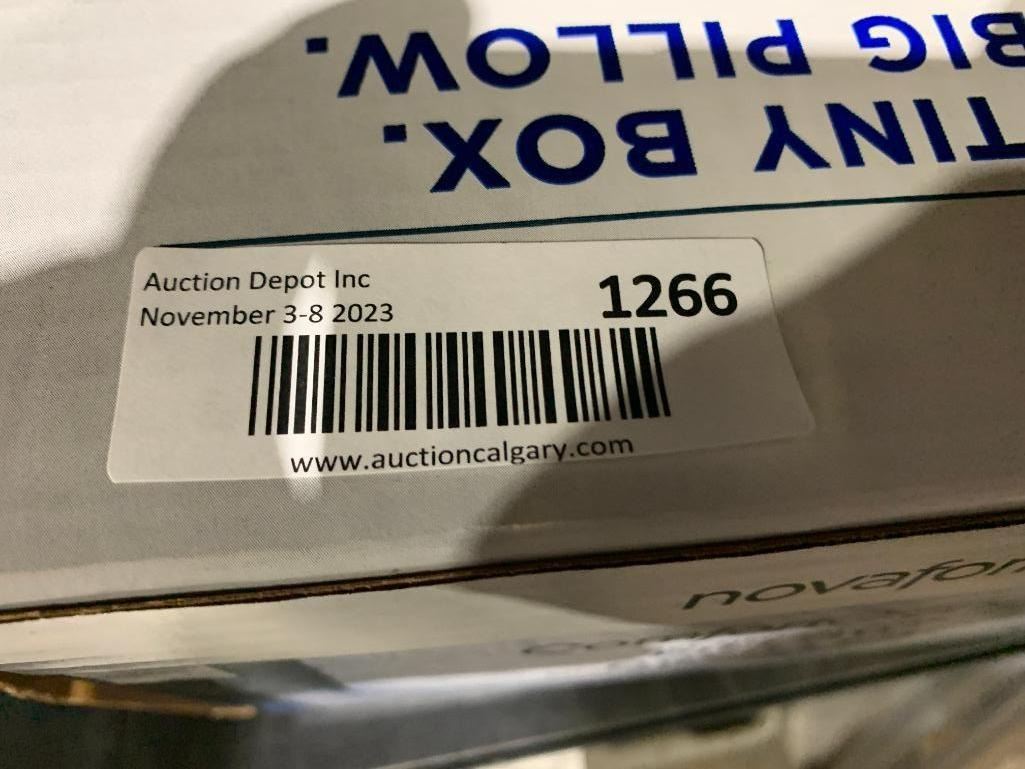 TINY BOX.
BIG PILLOW.
Auction Depot Inc
November 3-8 2023
1266
www.auctioncalgary.com
novafor